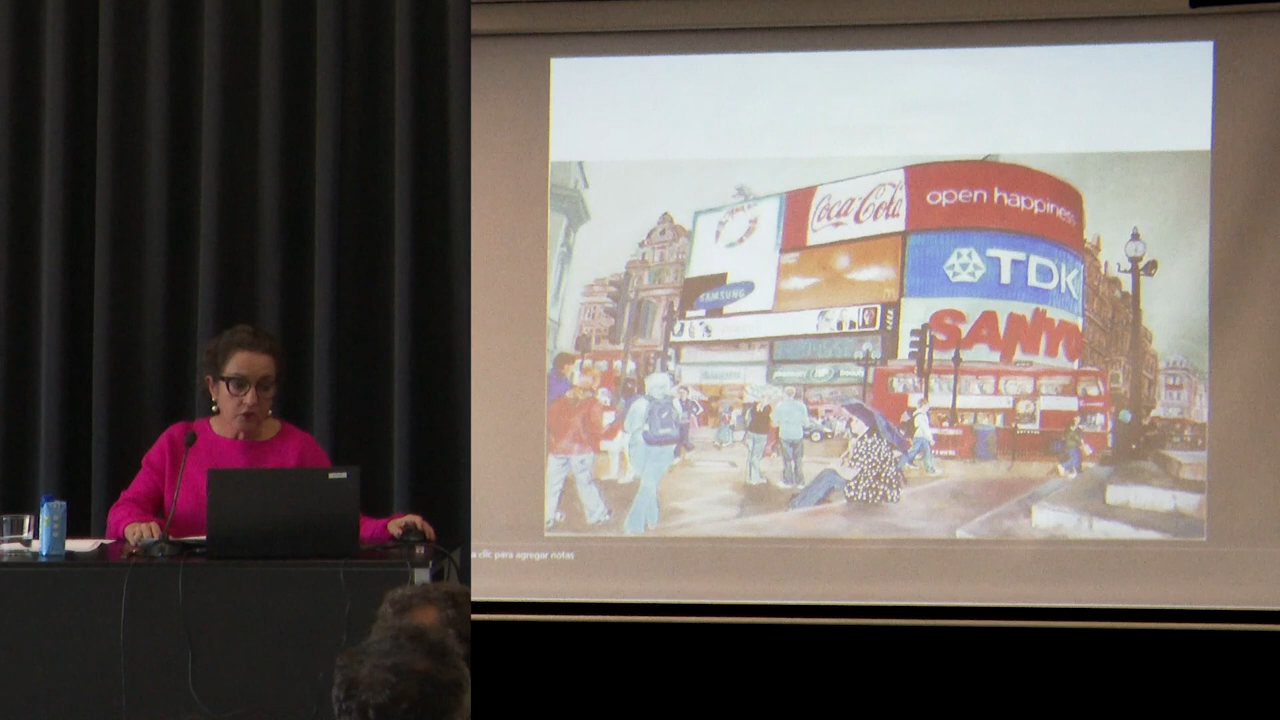 Coca-Cola
open happiness
TDK
SAMSUNG
SANYO
clic para agregar notas